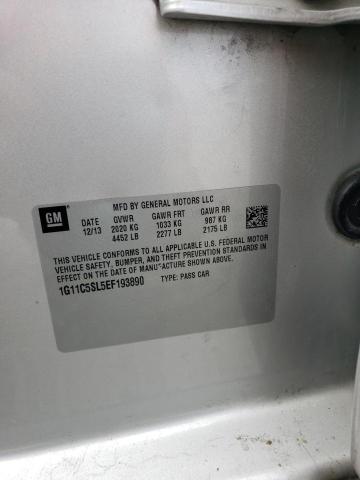 MFD BY GENERAL MOTORS LLC
GM DATE GVWR GAWR FRT GAWR RR
12/13 2020 KG 1033 KG 987 KG
4452 LB 2277 LB 2175 LB
THIS VEHICLE CONFORMS TO ALL APPLICABLE U.S. FEDERAL MOTOR
VEHICLE SAFETY, BUMPER, AND THEFT PREVENTION STANDARDS IN
EFFECT ON THE DATE OF MANUFACTURE SHOWN ABOVE.
1G11C5SL5EF193890 TYPE: PASS CAR